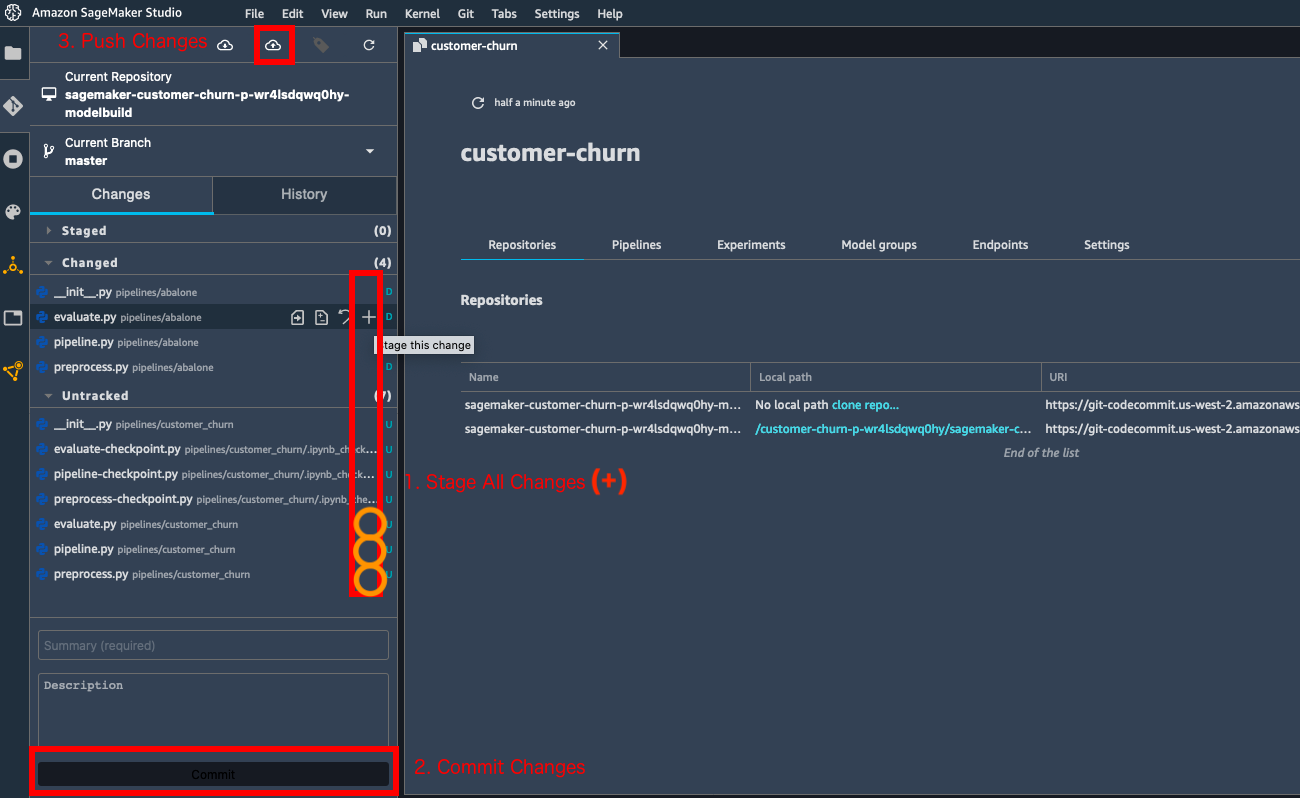 Amazon SageMaker Studio
File Edit View Run Kernel Git Tabs Settings Help
3. Push Changes
Current Repository
sagemaker-customer-churn-p-wr4lsdqwq0hy-
modelbuild
Current Branch
master
Changes History
Staged (0)
Changed (4)
__init__.py pipelines/abalone D
evaluate.py pipelines/abalone D
Stage this change
pipeline.py pipelines/abalone
preprocess.py pipelines/abalone D
Untracked (7)
__init__.py pipelines/customer_churn U
evaluate-checkpoint.py pipelines/customer_churn/.ipynb_check... U
pipeline-checkpoint.py pipelines/customer_churn/.ipynb_check... U
preprocess-checkpoint.py pipelines/customer_churn/.ipynb_che... U
evaluate.py pipelines/customer_churn U
pipeline.py pipelines/customer_churn U
preprocess.py pipelines/customer_churn U
Summary (required)
Description
Commit
customer-churn
half a minute ago
customer-churn
Repositories Pipelines Experiments Model groups Endpoints Settings
Repositories
Name Local path URI
sagemaker-customer-churn-p-wr4lsdqwq0hy-m... No local path clone repo... https://git-codecommit.us-west-2.amazonaws
sagemaker-customer-churn-p-wr4lsdqwq0hy-m... /customer-churn-p-wr4lsdqwq0hy/sagemaker-c... https://git-codecommit.us-west-2.amazonaws
End of the list
1. Stage All Changes (+)
2. Commit Changes